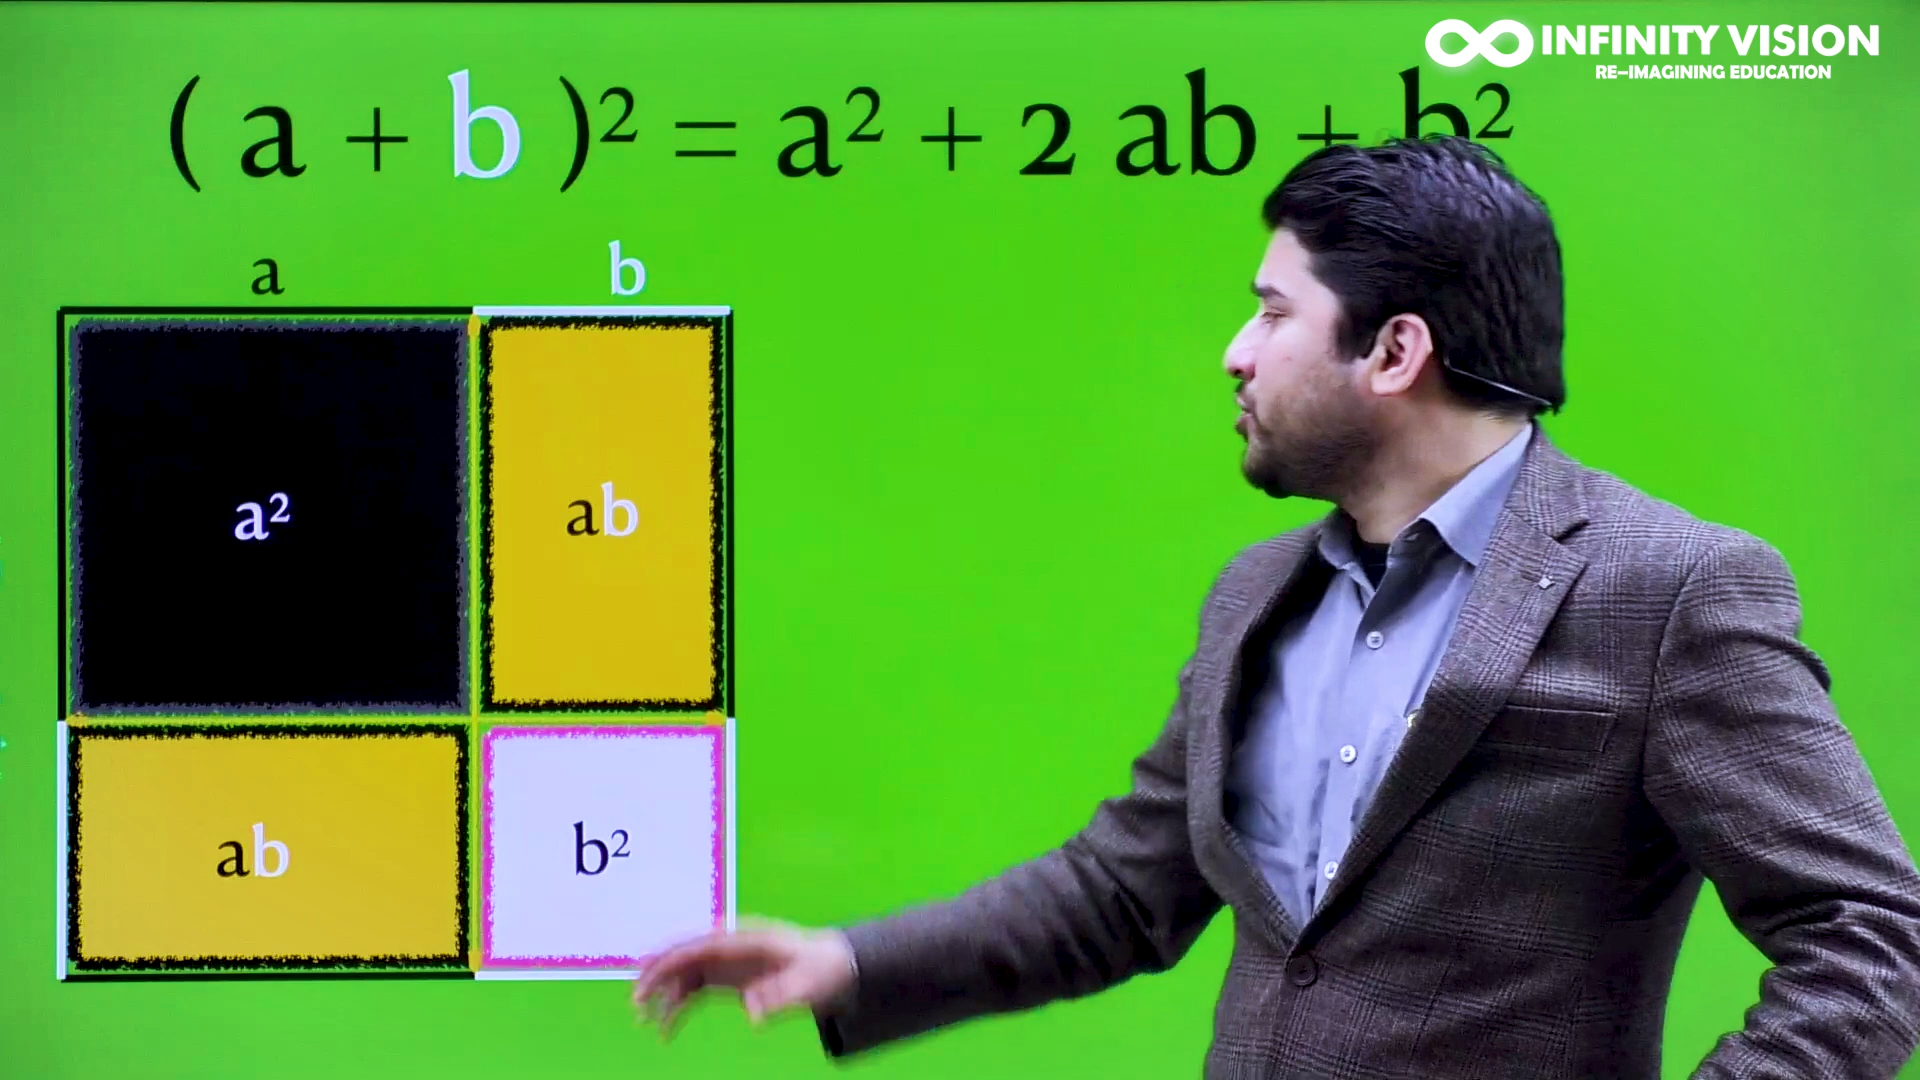 INFINITY VISION
RE-IMAGINING EDUCATION
( a + b )² = a² + 2 ab + b²
a b
a² ab
ab b²